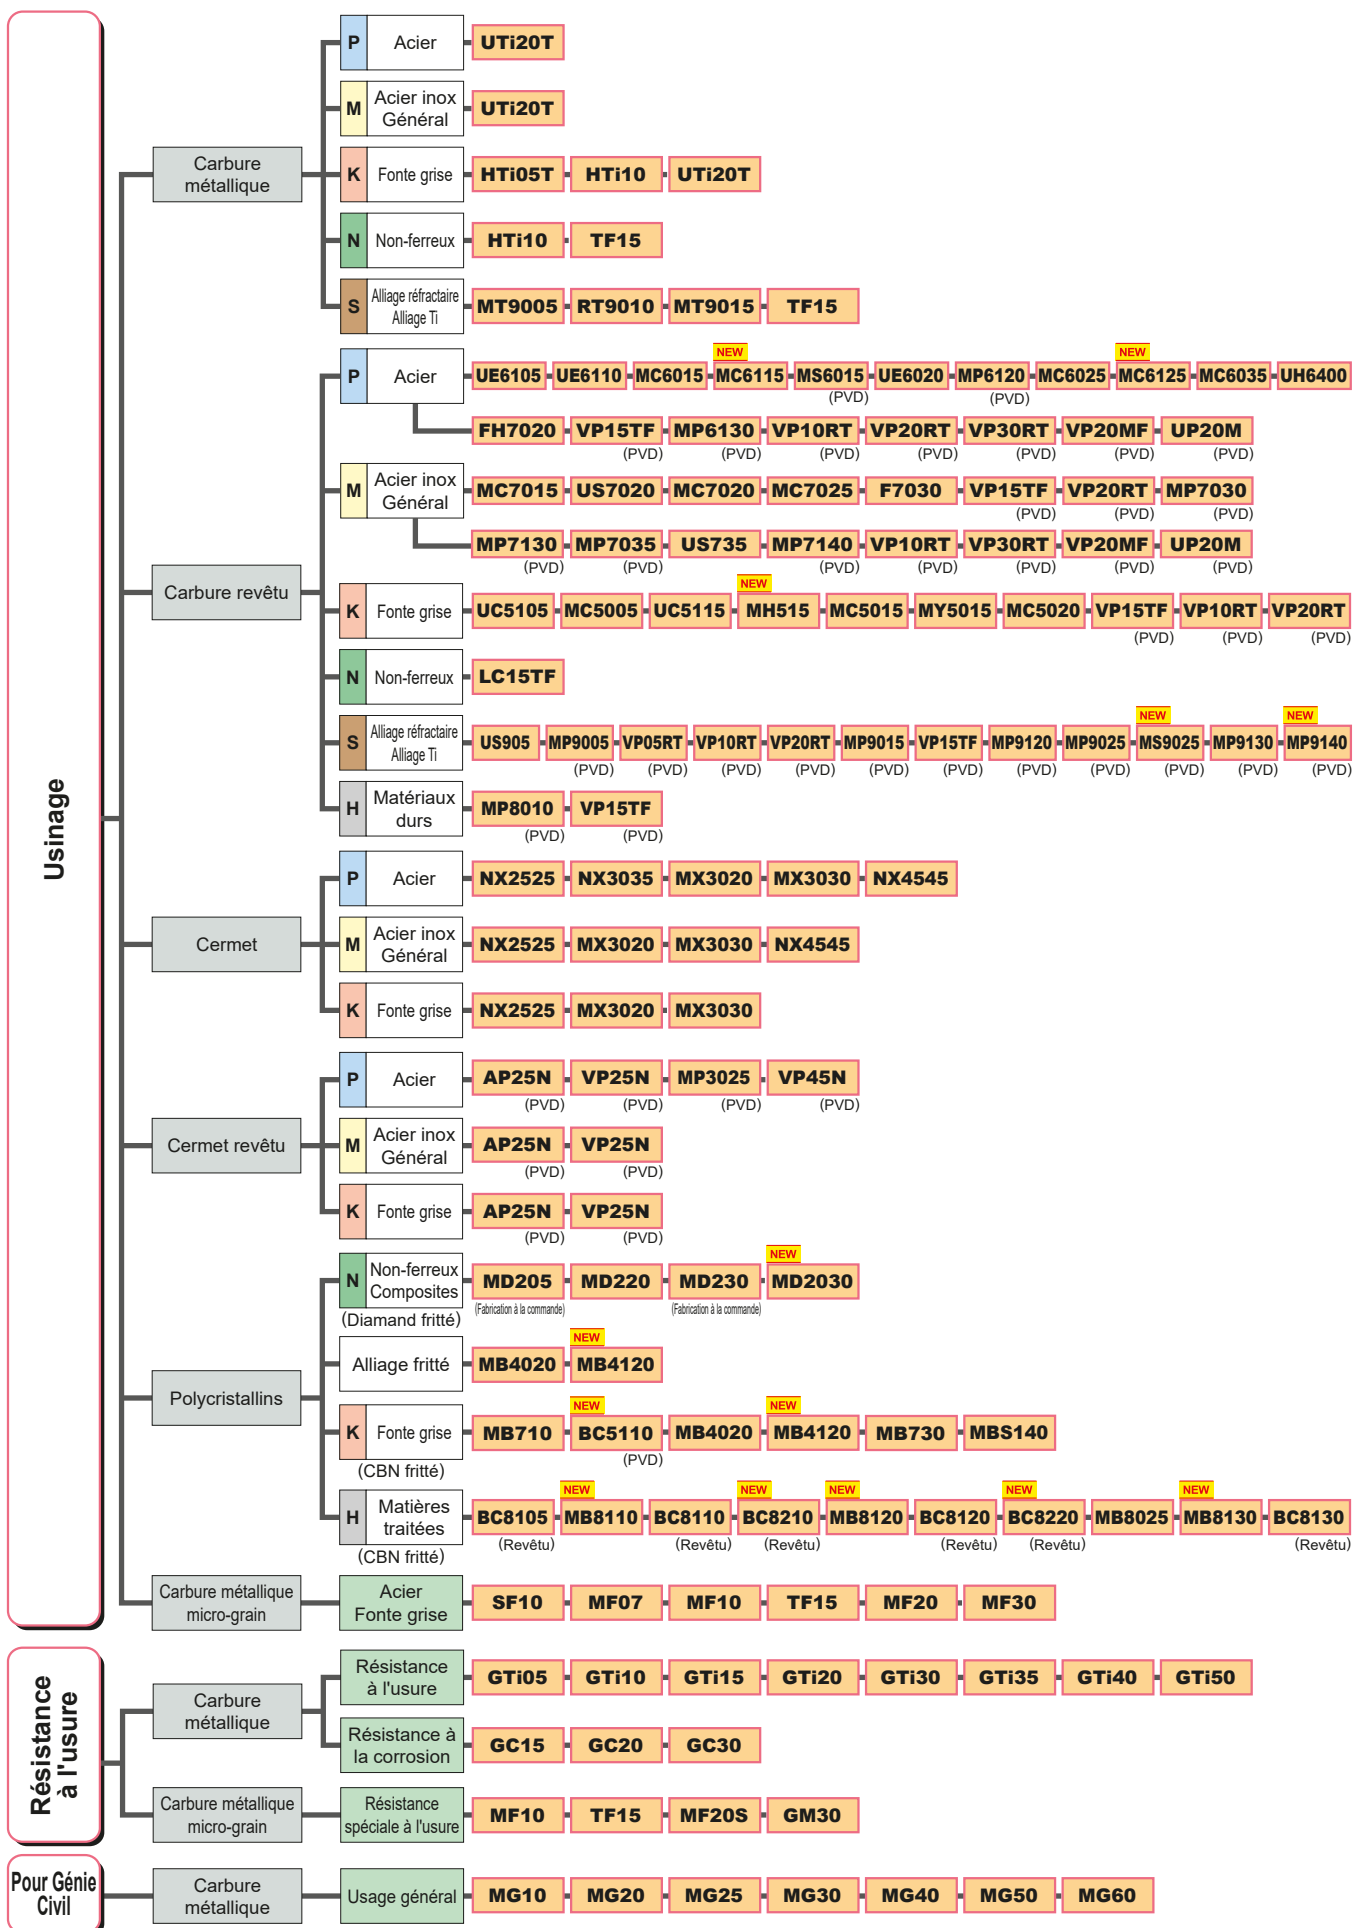 Usinage
Carbure
métallique
P Acier UTi20T
M Acier inox
Général UTi20T
K Fonte grise HTi05T HTi10 UTi20T
N Non-ferreux HTi10 TF15
S Alliage réfractaire
Alliage Ti MT9005 RT9010 MT9015 TF15
Carbure revêtu
NEW NEW
P Acier UE6105 UE6110 MC6015 MC6115 MS6015 UE6020 MP6120 MC6025 MC6125 MC6035 UH6400
(PVD) (PVD)
FH7020 VP15TF MP6130 VP10RT VP20RT VP30RT VP20MF UP20M
(PVD) (PVD) (PVD) (PVD) (PVD) (PVD) (PVD)
M Acier inox
Général MC7015 US7020 MC7020 MC7025 F7030 VP15TF VP20RT MP7030
(PVD) (PVD) (PVD)
MP7130 MP7035 US735 MP7140 VP10RT VP30RT VP20MF UP20M
(PVD) (PVD) (PVD) (PVD) (PVD) (PVD) (PVD)
NEW
K Fonte grise UC5105 MC5005 UC5115 MH515 MC5015 MY5015 MC5020 VP15TF VP10RT VP20RT
(PVD) (PVD) (PVD)
N Non-ferreux LC15TF
NEW NEW
S Alliage réfractaire
Alliage Ti US905 MP9005 VP05RT VP10RT VP20RT MP9015 VP15TF MP9120 MP9025 MS9025 MP9130 MP9140
(PVD) (PVD) (PVD) (PVD) (PVD) (PVD) (PVD) (PVD) (PVD) (PVD) (PVD)
H Matériaux
durs MP8010 VP15TF
(PVD) (PVD)
Cermet
P Acier NX2525 NX3035 MX3020 MX3030 NX4545
M Acier inox
Général NX2525 MX3020 MX3030 NX4545
K Fonte grise NX2525 MX3020 MX3030
Cermet revêtu
P Acier AP25N VP25N MP3025 VP45N
(PVD) (PVD) (PVD) (PVD)
M Acier inox
Général AP25N VP25N
(PVD) (PVD)
K Fonte grise AP25N VP25N
(PVD) (PVD)
Polycristallins
NEW
N Non-ferreux
Composites MD205 MD220 MD230 MD2030
(Diamand fritté) (Fabrication à la commande) (Fabrication à la commande)
NEW
Alliage fritté MB4020 MB4120
NEW NEW
K Fonte grise MB710 BC5110 MB4020 MB4120 MB730 MBS140
(CBN fritté) (PVD)
NEW NEW NEW NEW NEW
H Matières
traitées BC8105 MB8110 BC8110 BC8210 MB8120 BC8120 BC8220 MB8025 MB8130 BC8130
(CBN fritté) (Revêtu) (Revêtu) (Revêtu) (Revêtu) (Revêtu) (Revêtu)
Carbure métallique
micro-grain
Acier
Fonte grise SF10 MF07 MF10 TF15 MF20 MF30
Résistance
à l'usure
Carbure
métallique
Résistance
à l'usure GTi05 GTi10 GTi15 GTi20 GTi30 GTi35 GTi40 GTi50
Résistance à
la corrosion GC15 GC20 GC30
Carbure métallique
micro-grain
Résistance
spéciale à l'usure MF10 TF15 MF20S GM30
Pour Génie
Civil
Carbure
métallique
Usage général MG10 MG20 MG25 MG30 MG40 MG50 MG60